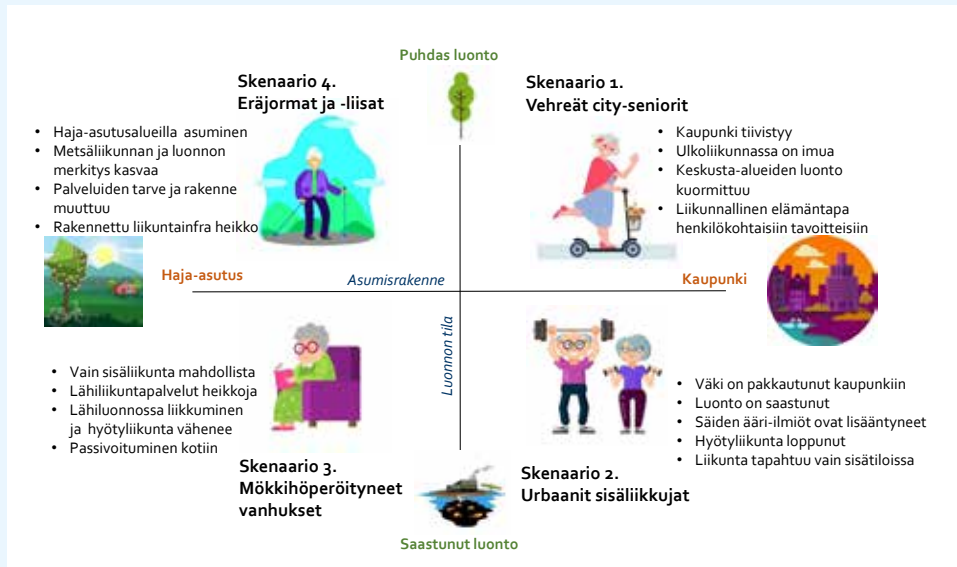 Puhdas luonto
Skenaario 4.
Eräjormat ja -liisat
• Haja-asutusalueilla asuminen
• Metsäliikunnan ja luonnon
merkitys kasvaa
• Palveluiden tarve ja rakenne
muuttuu
• Rakennettu liikuntainfra heikko
Skenaario 1.
Vehreät city-seniorit
• Kaupunki tiivistyy
• Ulkoliikunnassa on imua
• Keskusta-alueiden luonto
kuormittuu
• Liikunnallinen elämäntapa
henkilökohtaisiin tavoitteisiin
Haja-asutus
Asumisrakenne
Kaupunki
Luonnon tila
• Vain sisäliikunta mahdollista
• Lähiliikuntapalvelut heikkoja
• Lähiluonnossa liikkuminen
ja hyötyliikunta vähenee
• Passivoituminen kotiin
Skenaario 3.
Mökkihöperöityneet
vanhukset
• Väki on pakkautunut kaupunkiin
• Luonto on saastunut
• Säiden ääri-ilmiöt ovat lisääntyneet
• Hyötyliikunta loppunut
• Liikunta tapahtuu vain sisätiloissa
Skenaario 2.
Urbaanit sisäliikkujat
Saastunut luonto